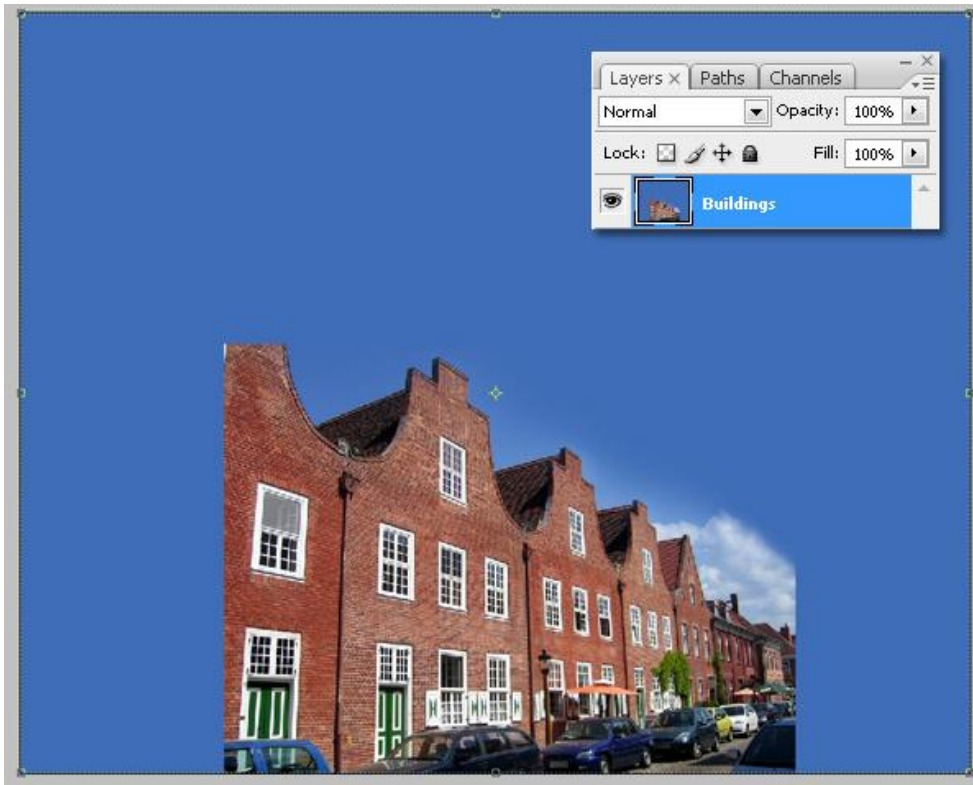 Layers × Paths Channels
Normal Opacity: 100%
Lock: Fill: 100%
Buildings